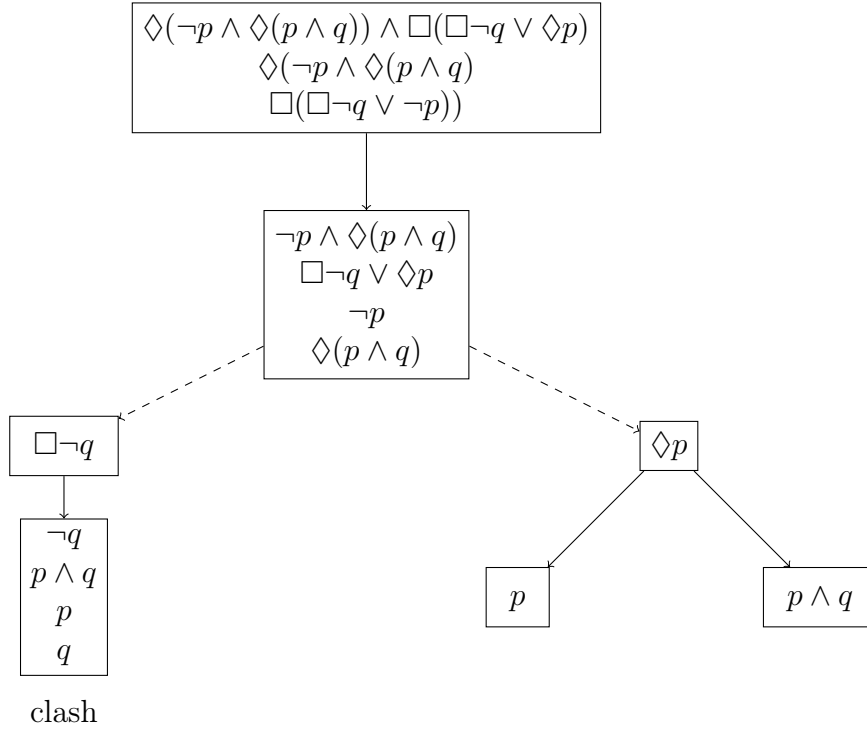 ◊(¬p ∧ ◊(p ∧ q)) ∧ □(□¬q ∨ ◊p)
◊(¬p ∧ ◊(p ∧ q)
□(□¬q ∨ ¬p))
¬p ∧ ◊(p ∧ q)
□¬q ∨ ◊p
¬p
◊(p ∧ q)
□¬q
◊p
¬q
p ∧ q
p
q
p
p ∧ q
clash